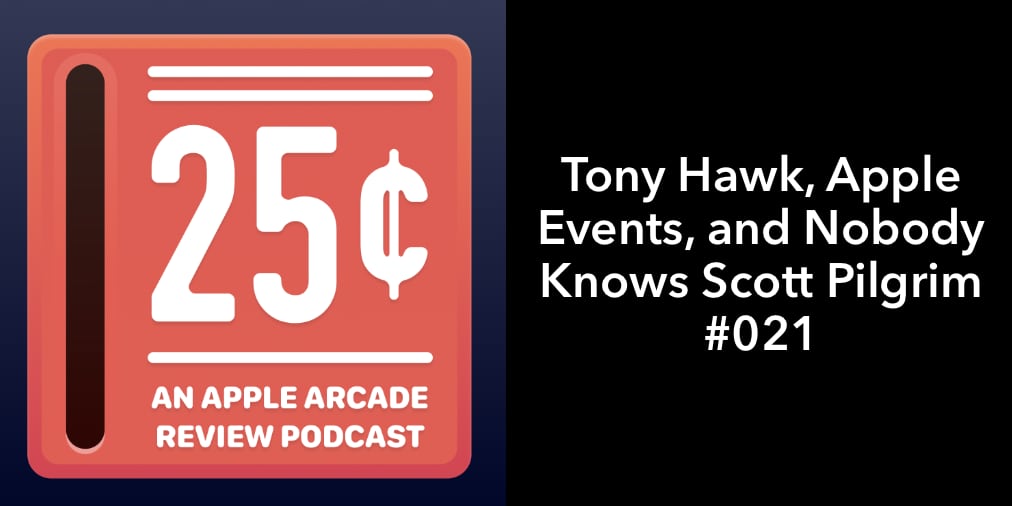 25¢
AN APPLE ARCADE
REVIEW PODCAST
Tony Hawk, Apple
Events, and Nobody
Knows Scott Pilgrim
#021